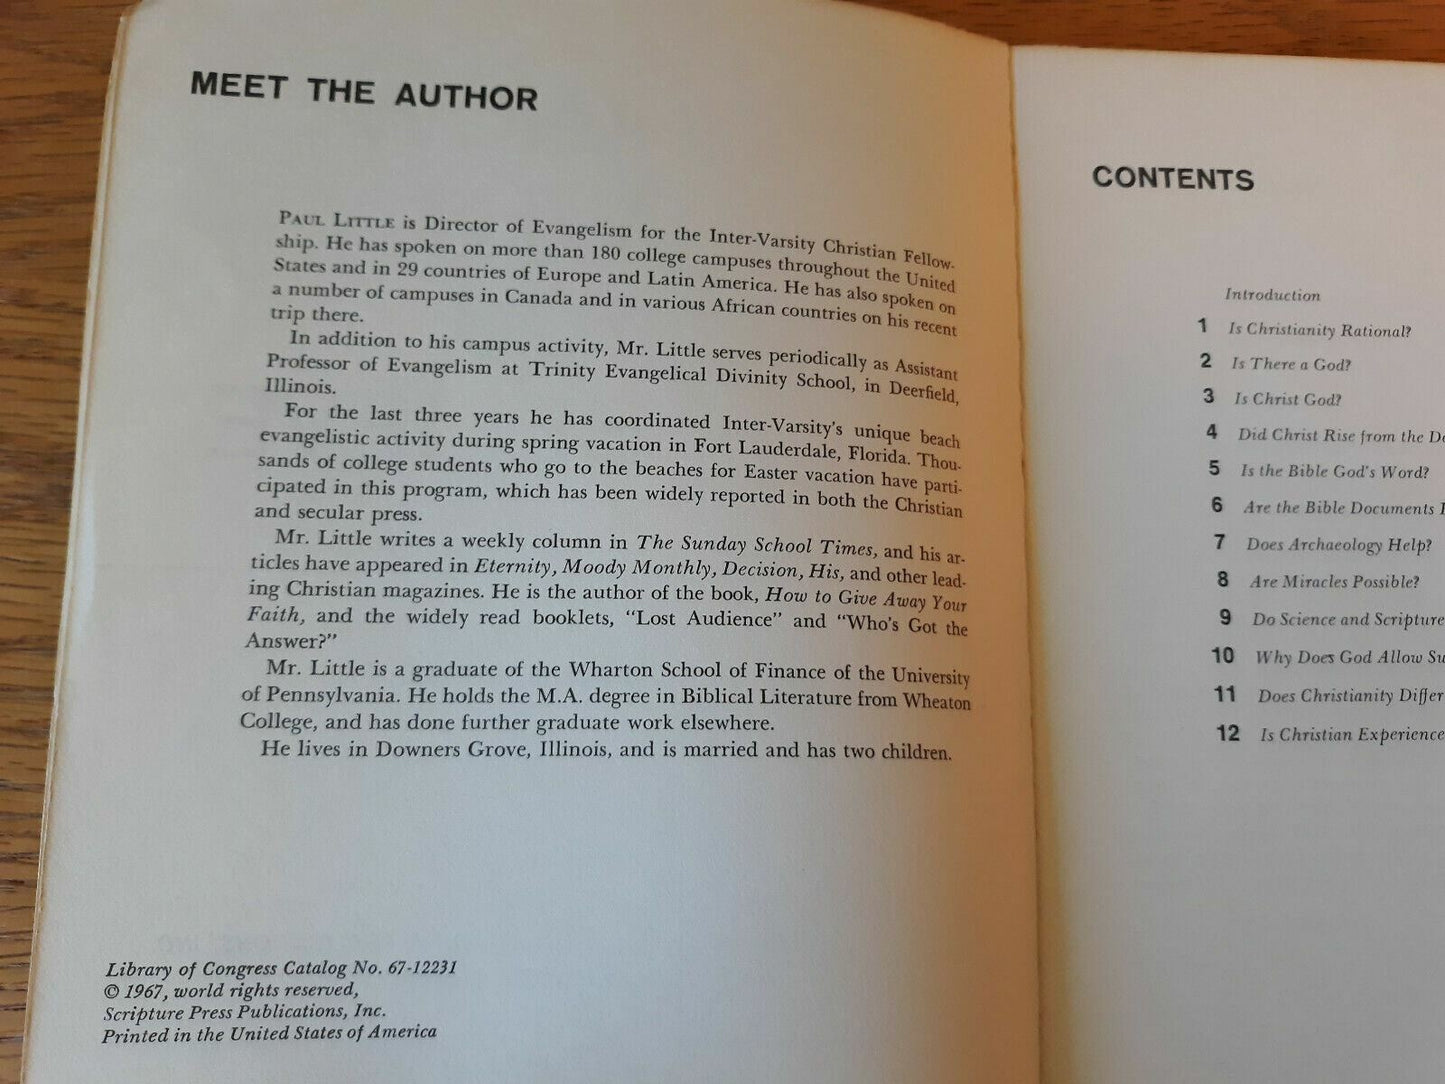 MEET THE AUTHOR
PAUL LITTLE is Director of Evangelism for the Inter-Varsity Christian Fellow-
ship. He has spoken on more than 180 college campuses throughout the United
States and in 29 countries of Europe and Latin America. He has also spoken on
a number of campuses in Canada and in various African countries on his recent
trip there.
In addition to his campus activity, Mr. Little serves periodically as Assistant
Professor of Evangelism at Trinity Evangelical Divinity School, in Deerfield,
Illinois.
For the last three years he has coordinated Inter-Varsity's unique beach
evangelistic activity during spring vacation in Fort Lauderdale, Florida. Thou-
sands of college students who go to the beaches for Easter vacation have parti-
cipated in this program, which has been widely reported in both the Christian
and secular press.
Mr. Little writes a weekly column in The Sunday School Times, and his ar-
ticles have appeared in Eternity, Moody Monthly, Decision, His, and other lead-
ing Christian magazines. He is the author of the book, How to Give Away Your
Faith, and the widely read booklets, "Lost Audience" and "Who's Got the
Answer?"
Mr. Little is a graduate of the Wharton School of Finance of the University
of Pennsylvania. He holds the M.A. degree in Biblical Literature from Wheaton
College, and has done further graduate work elsewhere.
He lives in Downers Grove, Illinois, and is married and has two children.
Library of Congress Catalog No. 67-12231
© 1967, world rights reserved,
Scripture Press Publications, Inc.
Printed in the United States of America
CONTENTS
Introduction
1 Is Christianity Rational?
2 Is There a God?
3 Is Christ God?
4 Did Christ Rise from the
5 Is the Bible God's Word?
6 Are the Bible Documents
7 Does Archaeology Help?
8 Are Miracles Possible?
9 Do Science and Scripture
10 Why Does God Allow
11 Does Christianity Differ
12 Is Christian Experience